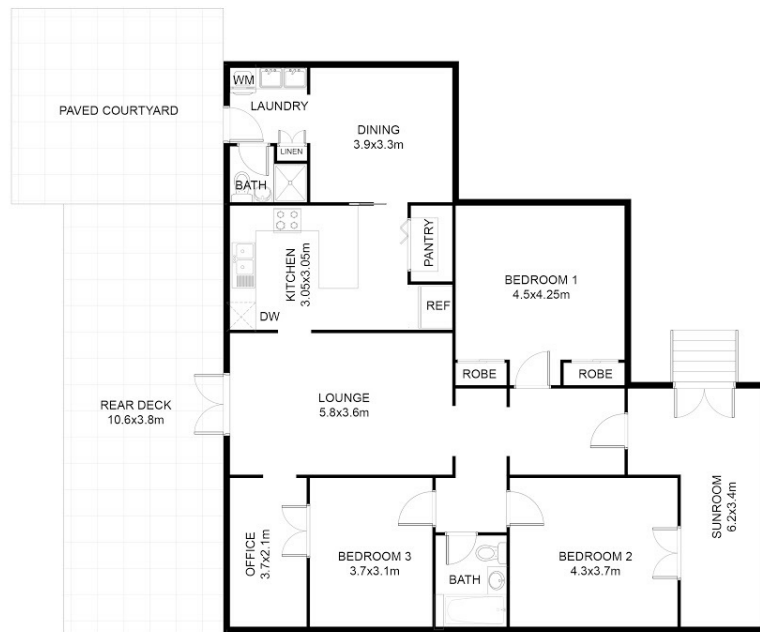 WM
LAUNDRY
PAVED COURTYARD
DINING
3.9x3.3m
LINEN
BATH
PANTRY
KITCHEN
3.05x3.05m
BEDROOM 1
4.5x4.25m
REF
DW
ROBE
ROBE
LOUNGE
5.8x3.6m
REAR DECK
10.6x3.8m
SUNROOM
6.2x3.4m
OFFICE
3.7x2.1m
BEDROOM 3
3.7x3.1m
BATH
BEDROOM 2
4.3x3.7m